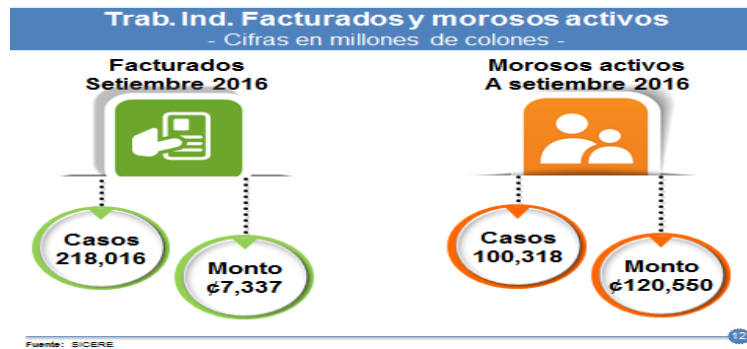 Trab. Ind. Facturados y morosos activos
- Cifras en millones de colones -
Facturados
Setiembre 2016
Morosos activos
A setiembre 2016
Casos
218,016
Monto
¢7,337
Casos
100,318
Monto
¢120,550
Fuente: SICERE
12